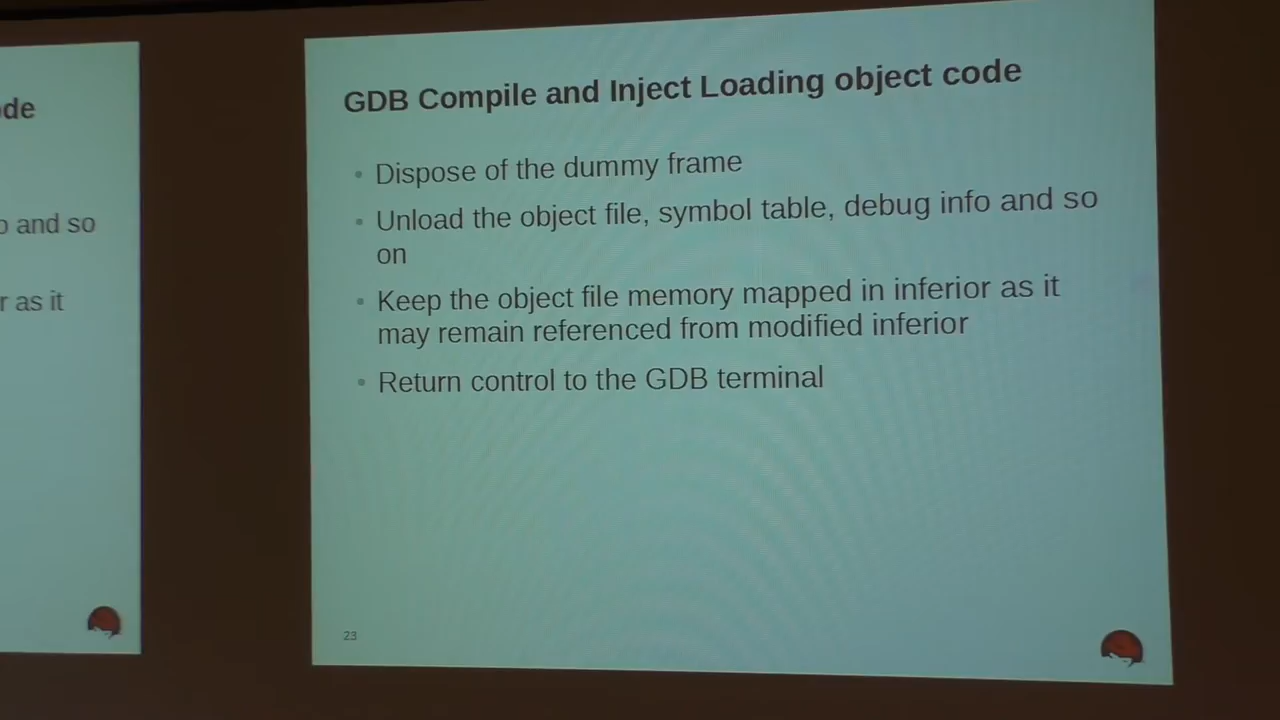 de
and so
r as it
GDB Compile and Inject Loading object code
Dispose of the dummy frame
Unload the object file, symbol table, debug info and so
on
Keep the object file memory mapped in inferior as it
may remain referenced from modified inferior
Return control to the GDB terminal
23